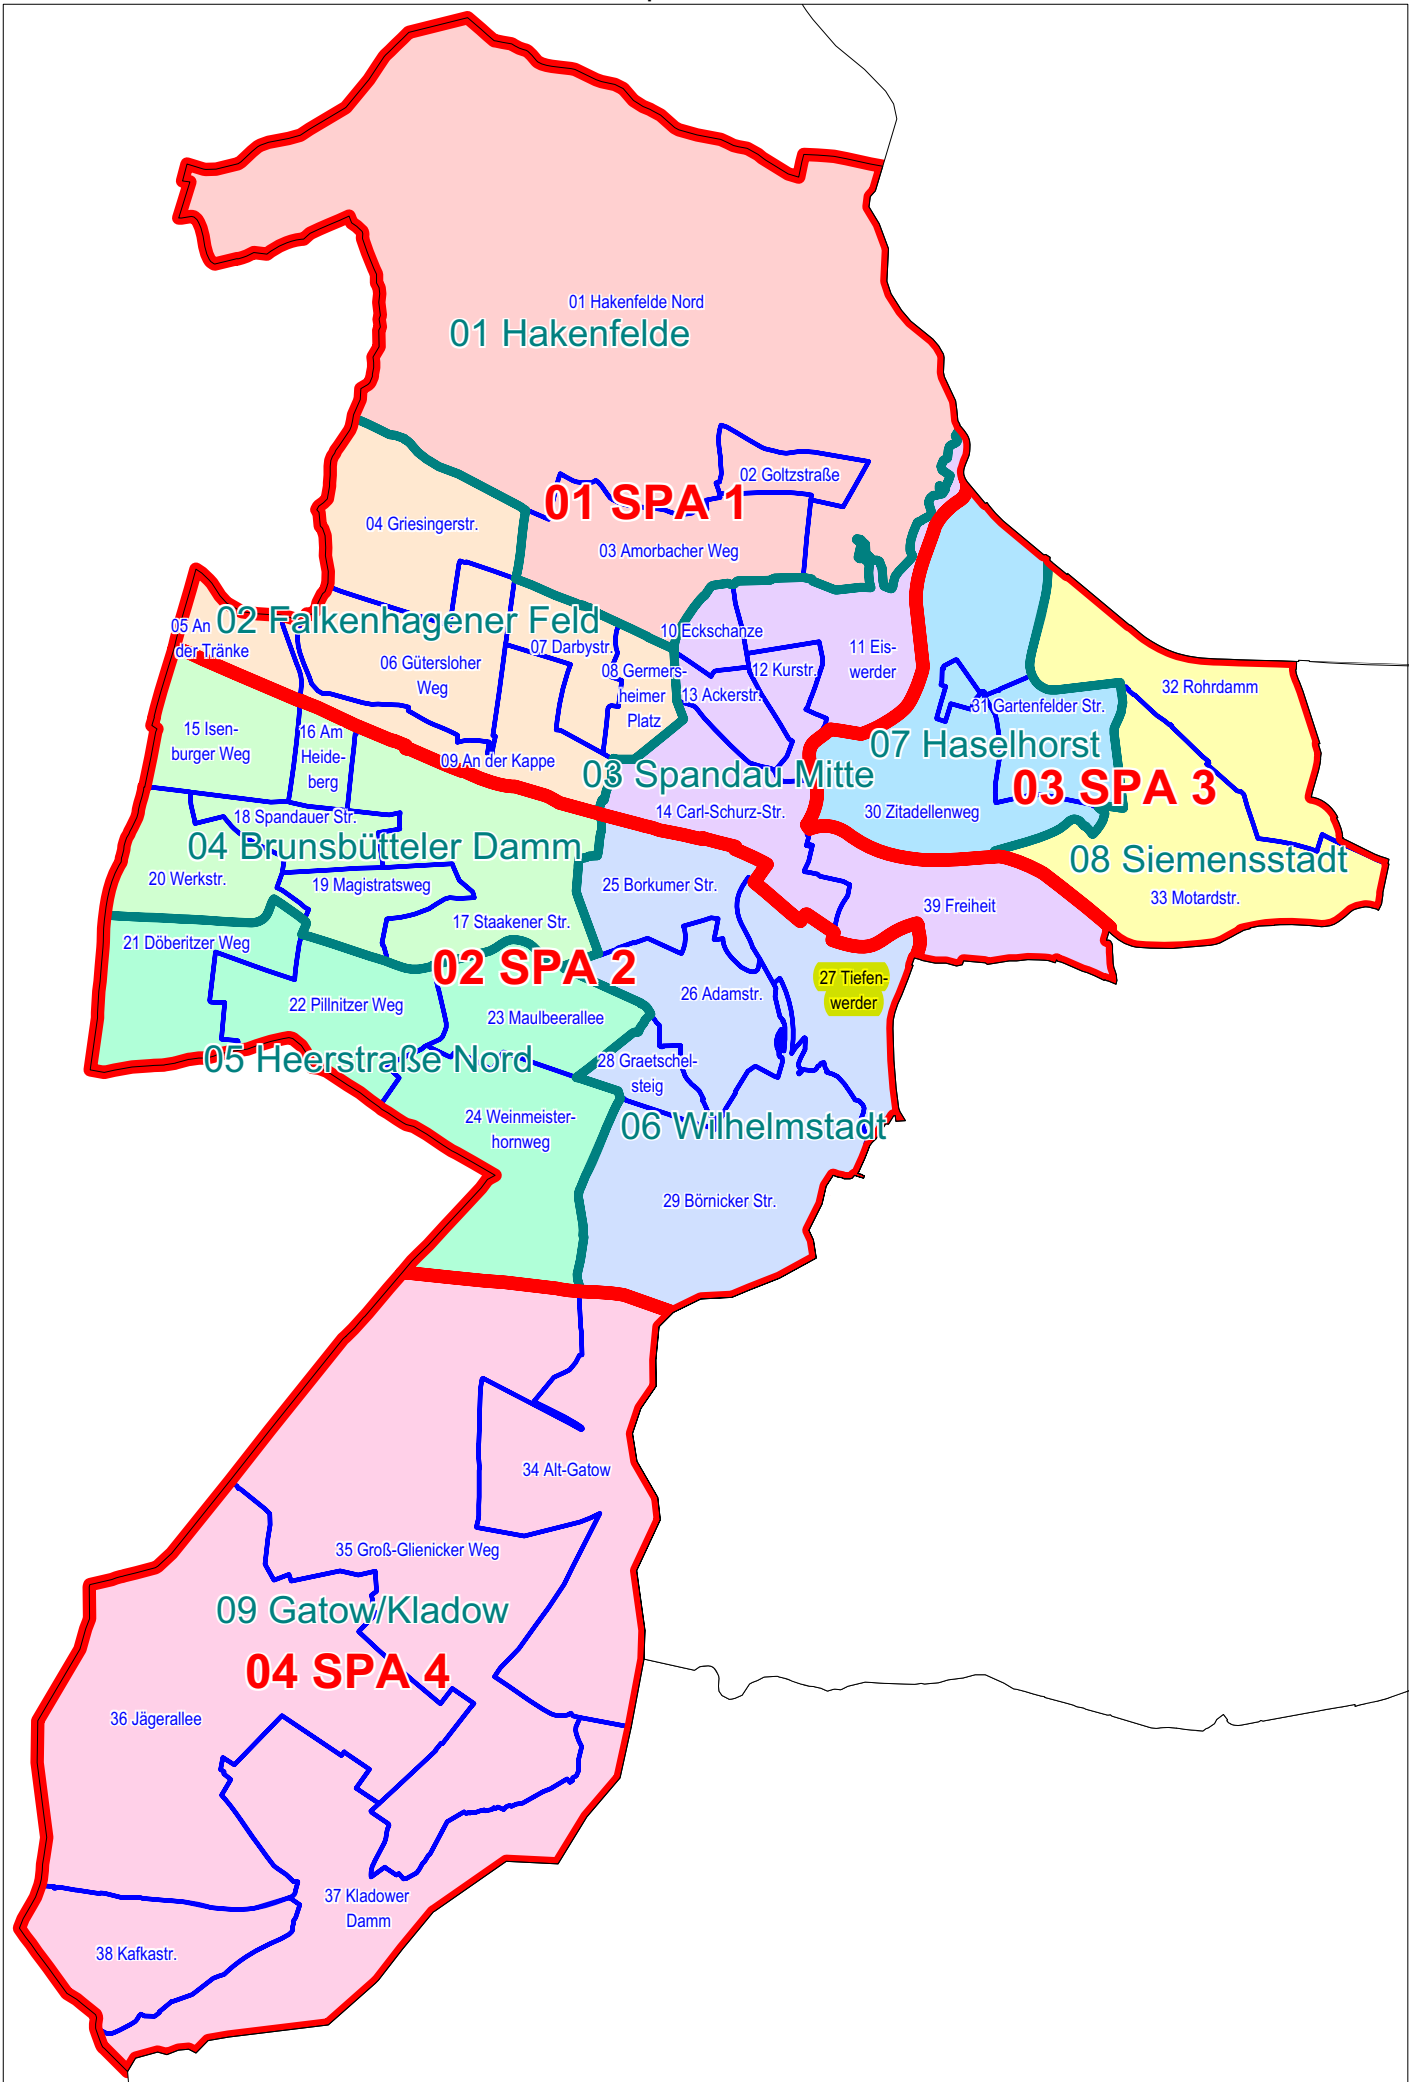 01 Hakenfelde Nord
01 Hakenfelde
02 Goltzstraße
01 SPA 1
04 Griesingerstr.
03 Amorbacher Weg
02 Falkenhagener Feld
05 An
der Tränke
06 Gütersloher
Weg
07 Darbystr.
08 Germers-
heimer
Platz
09 An der Kappe
10 Eckschanze
11 Eis-
werder
12 Kurstr.
13 Ackerstr.
03 Spandau Mitte
14 Carl-Schurz-Str.
39 Freiheit
32 Rohrdamm
31 Gartenfelder Str.
07 Haselhorst
03 SPA 3
30 Zitadellenweg
08 Siemensstadt
33 Motardstr.
15 Isen-
burger Weg
16 Am
Heide-
berg
18 Spandauer Str.
04 Brunsbütteler Damm
20 Werkstr.
19 Magistratsweg
17 Staakener Str.
02 SPA 2
21 Döberitzer Weg
22 Pillnitzer Weg
23 Maulbeerallee
05 Heerstraße Nord
24 Weinmeister-
hornweg
25 Borkumer Str.
26 Adamstr.
27 Tiefen-
werder
28 Graetschel-
steig
06 Wilhelmstadt
29 Börnicker Str.
34 Alt-Gatow
35 Groß-Glienicker Weg
09 Gatow/Kladow
04 SPA 4
36 Jägerallee
37 Kladower
Damm
38 Kafkastr.